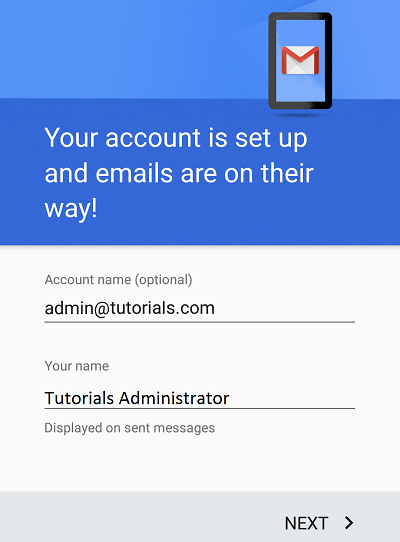 Your account is set up
and emails are on their
way!
Account name (optional)
admin@tutorials.com
Your name
Tutorials Administrator
Displayed on sent messages
NEXT